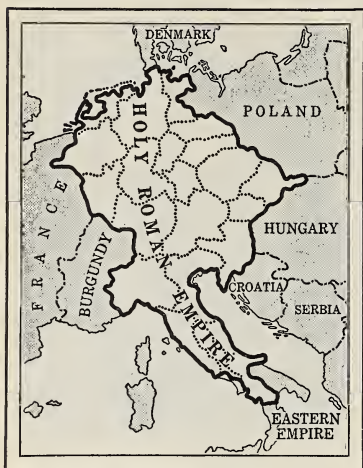 DENMARK
POLAND
HOLY ROMAN EMPIRE
FRANCE
BURGUNDY
HUNGARY
CROATIA
SERBIA
EASTERN
EMPIRE